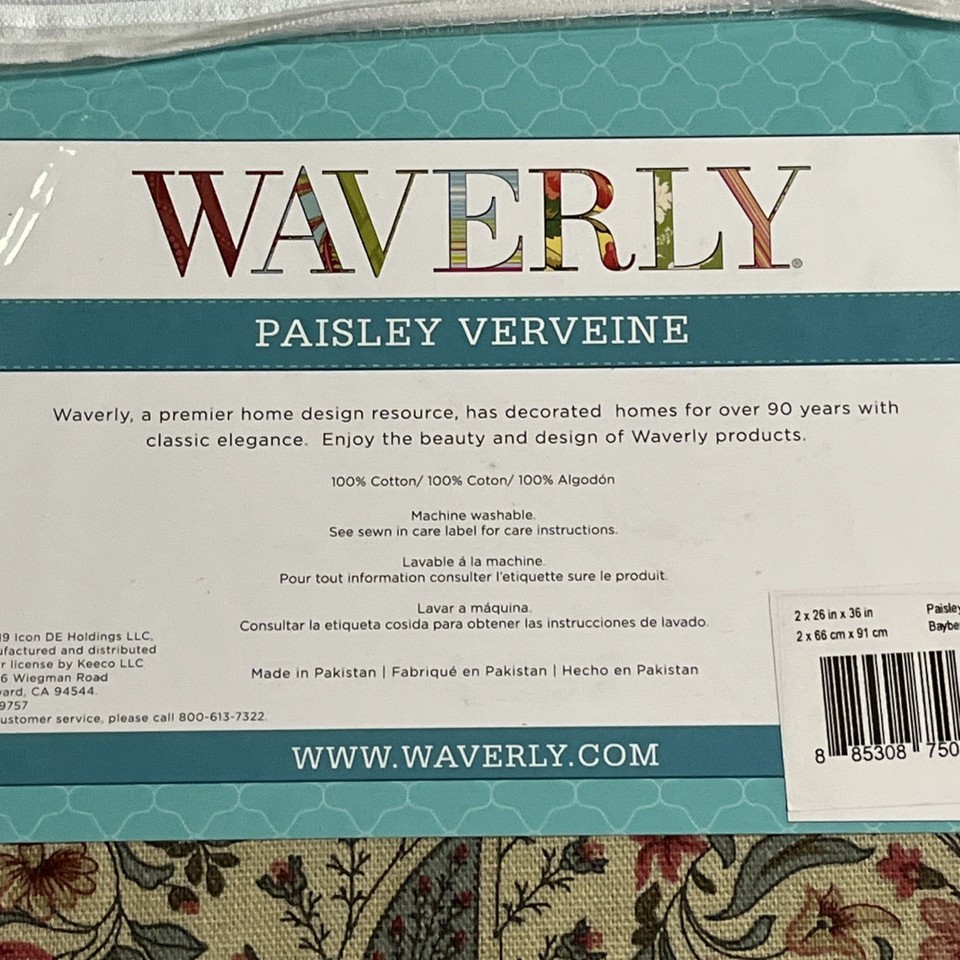 WAVERLY®
PAISLEY VERVEINE
Waverly, a premier home design resource, has decorated homes for over 90 years with
classic elegance. Enjoy the beauty and design of Waverly products.
100% Cotton/ 100% Coton/ 100% Algodón
Machine washable.
See sewn in care label for care instructions.
Lavable á la machine.
Pour tout information consulter l'etiquette sure le produit.
Lavar a máquina.
Consultar la etiqueta cosida para obtener las instrucciones de lavado.
Made in Pakistan | Fabriqué en Pakistan | Hecho en Pakistan
19 Icon DE Holdings LLC,
ufactured and distributed
r license by Keeco LLC
6 Wiegman Road
ard, CA 94544.
9757
ustomer service, please call 800-613-7322.
WWW.WAVERLY.COM
2 x 26 in x 36 in Paisley
2 x 66 cm x 91 cm Baybe
8 85308 750